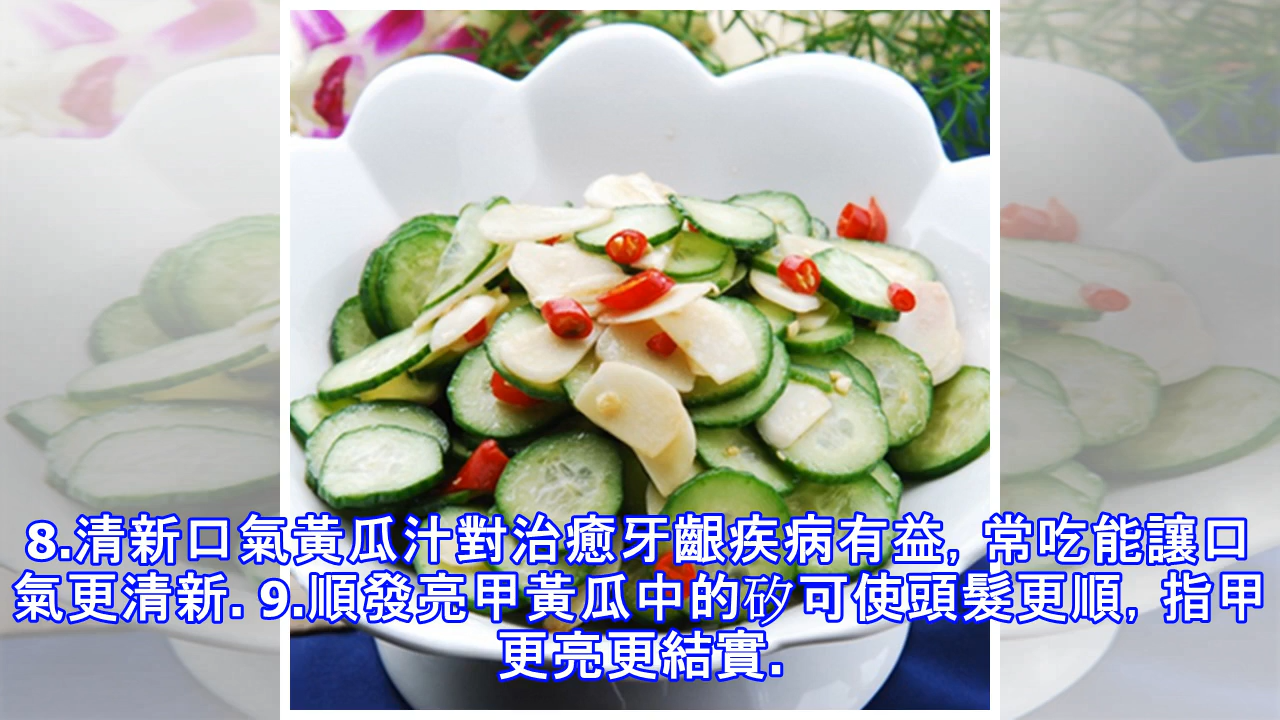 8.清新口氣黃瓜汁對治癒牙齦疾病有益, 常吃能讓口
氣更清新. 9.順發亮甲黃瓜中的矽可使頭髮更順, 指甲
更亮更結實.